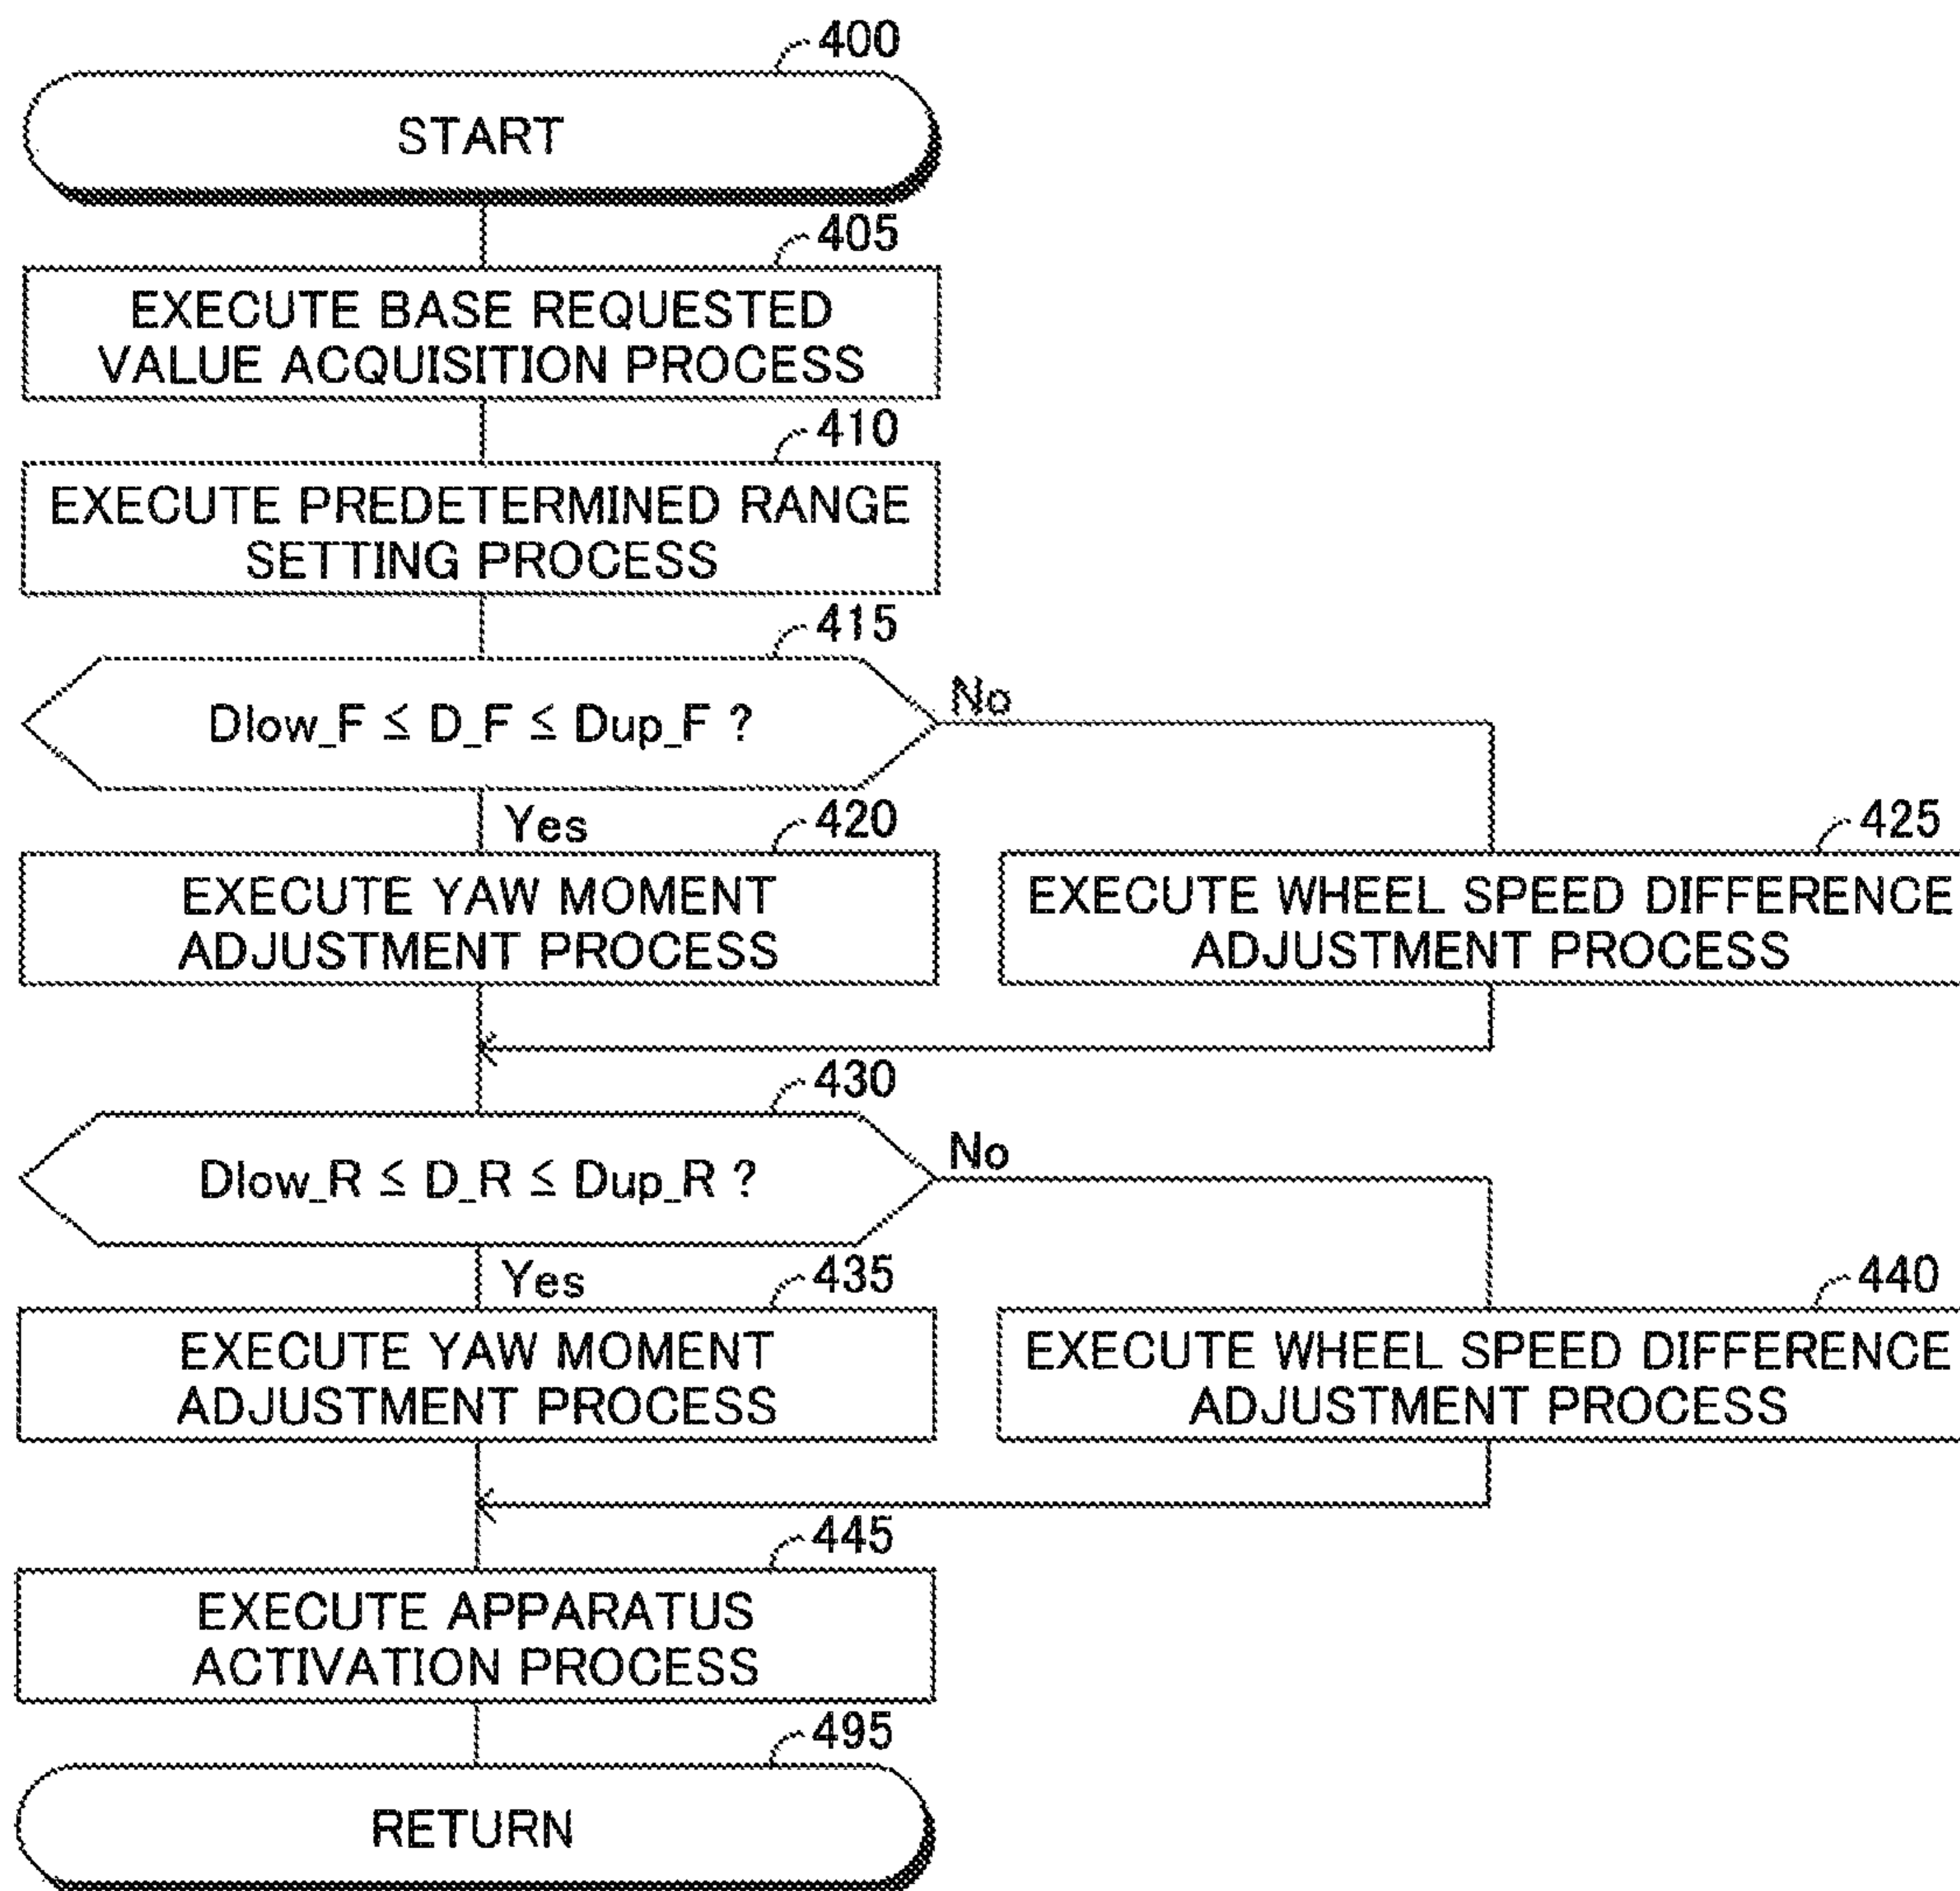 400
START
405
EXECUTE BASE REQUESTED
VALUE ACQUISITION PROCESS
410
EXECUTE PREDETERMINED RANGE
SETTING PROCESS
415
Dlow_F ≦ D_F ≦ Dup_F ?
No
Yes
420
EXECUTE YAW MOMENT
ADJUSTMENT PROCESS
425
EXECUTE WHEEL SPEED DIFFERENCE
ADJUSTMENT PROCESS
430
Dlow_R ≦ D_R ≦ Dup_R ?
No
Yes
435
EXECUTE YAW MOMENT
ADJUSTMENT PROCESS
440
EXECUTE WHEEL SPEED DIFFERENCE
ADJUSTMENT PROCESS
445
EXECUTE APPARATUS
ACTIVATION PROCESS
495
RETURN